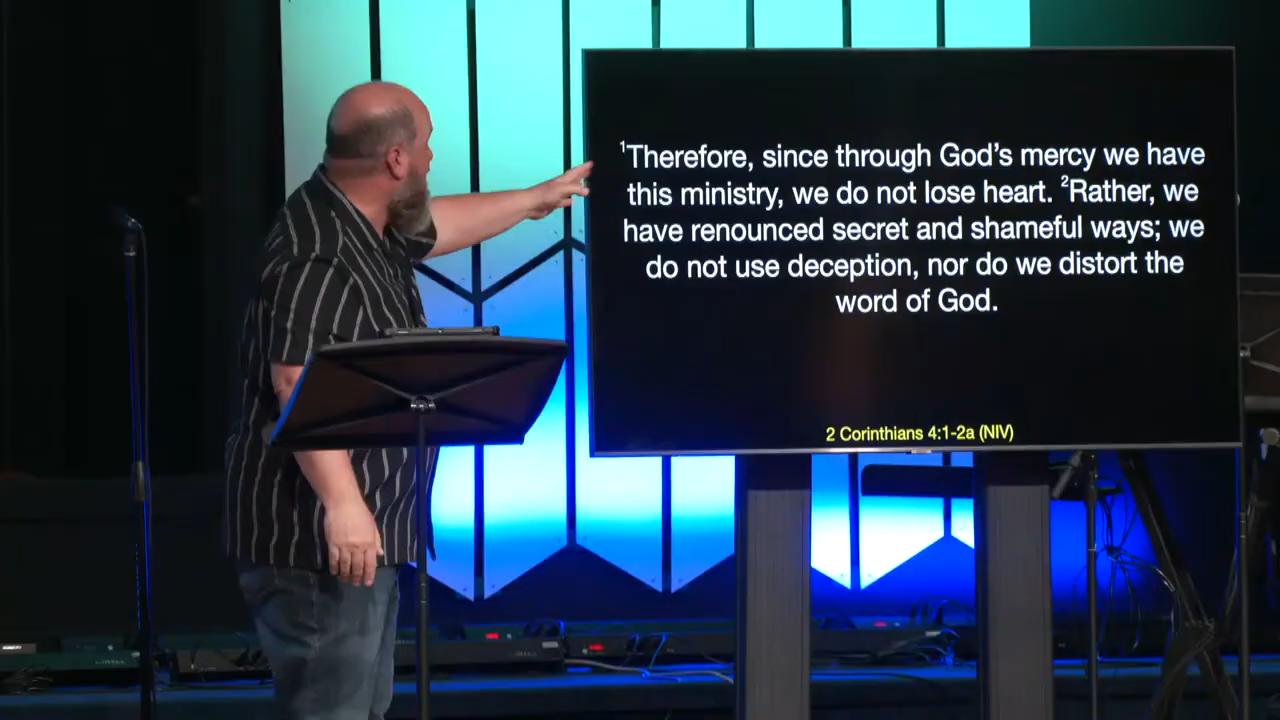 ¹Therefore, since through God’s mercy we have
this ministry, we do not lose heart. ²Rather, we
have renounced secret and shameful ways; we
do not use deception, nor do we distort the
word of God.
2 Corinthians 4:1-2a (NIV)